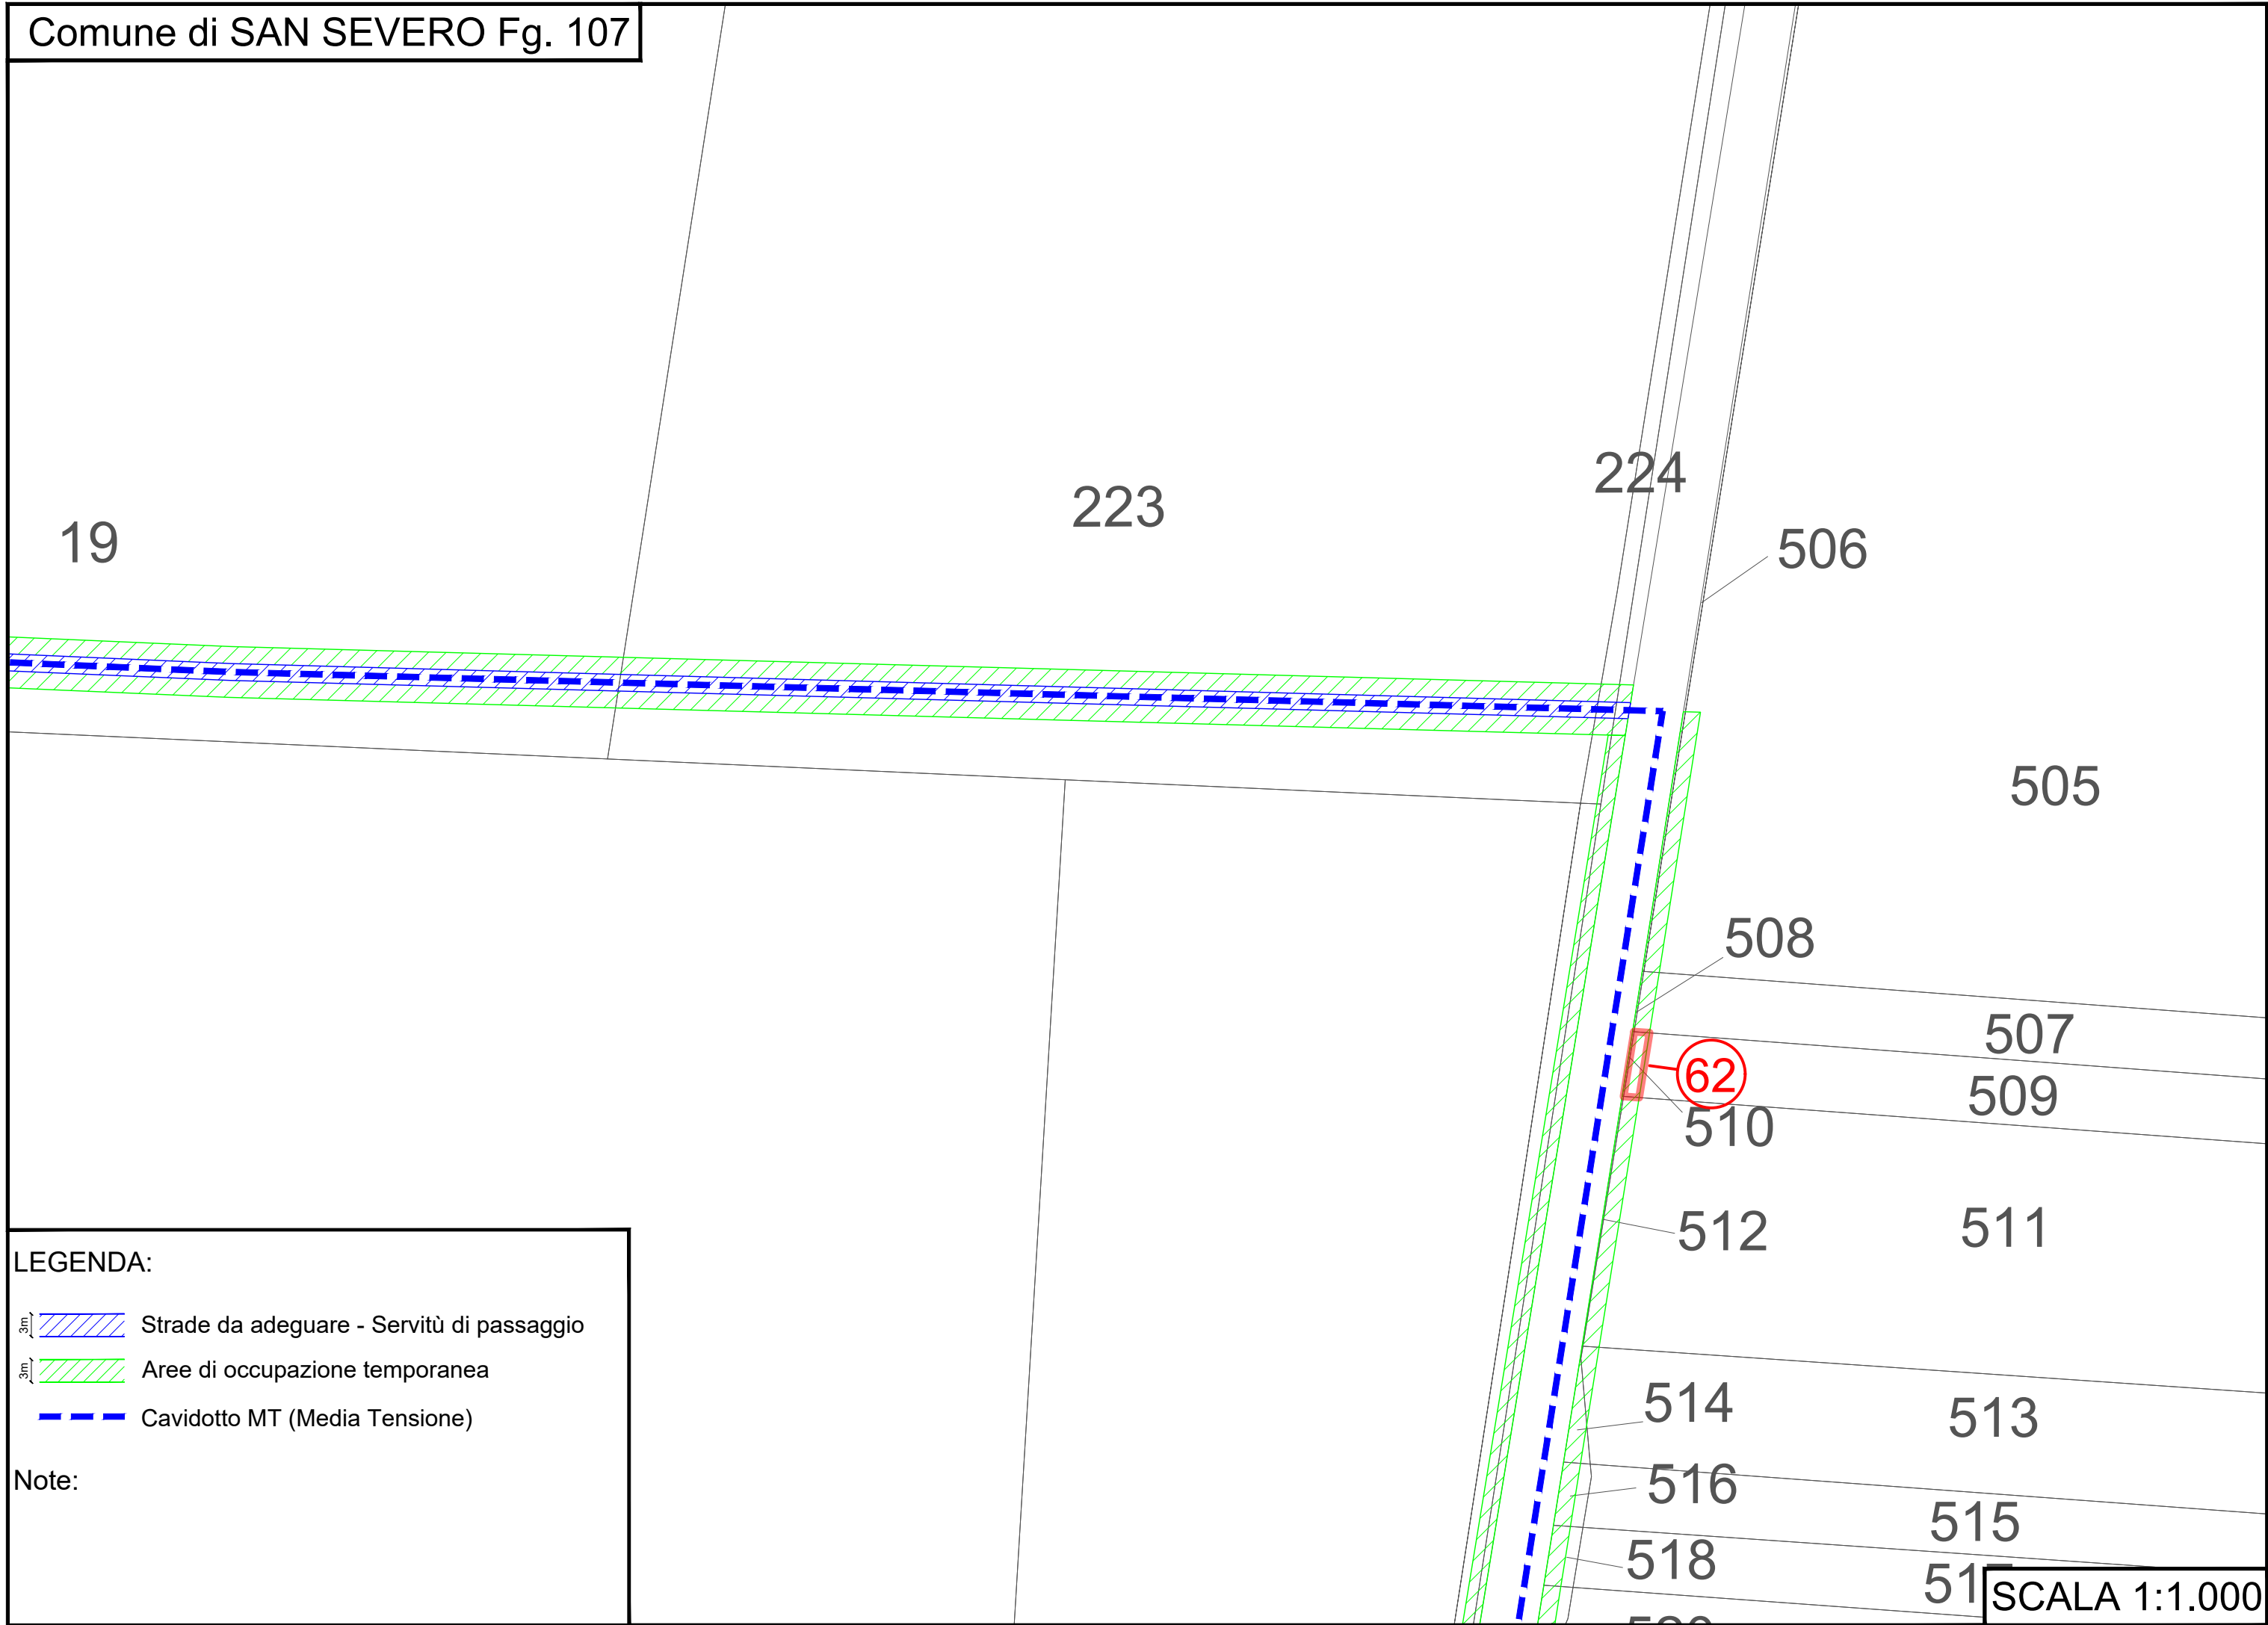 Comune di SAN SEVERO Fg. 107
224
223
19
506
505
508
507
62
509
510
512
511
514
513
516
515
518
LEGENDA:
3m
Strade da adeguare - Servitù di passaggio
3m
Aree di occupazione temporanea
Cavidotto MT (Media Tensione)
Note:
SCALA 1:1.000